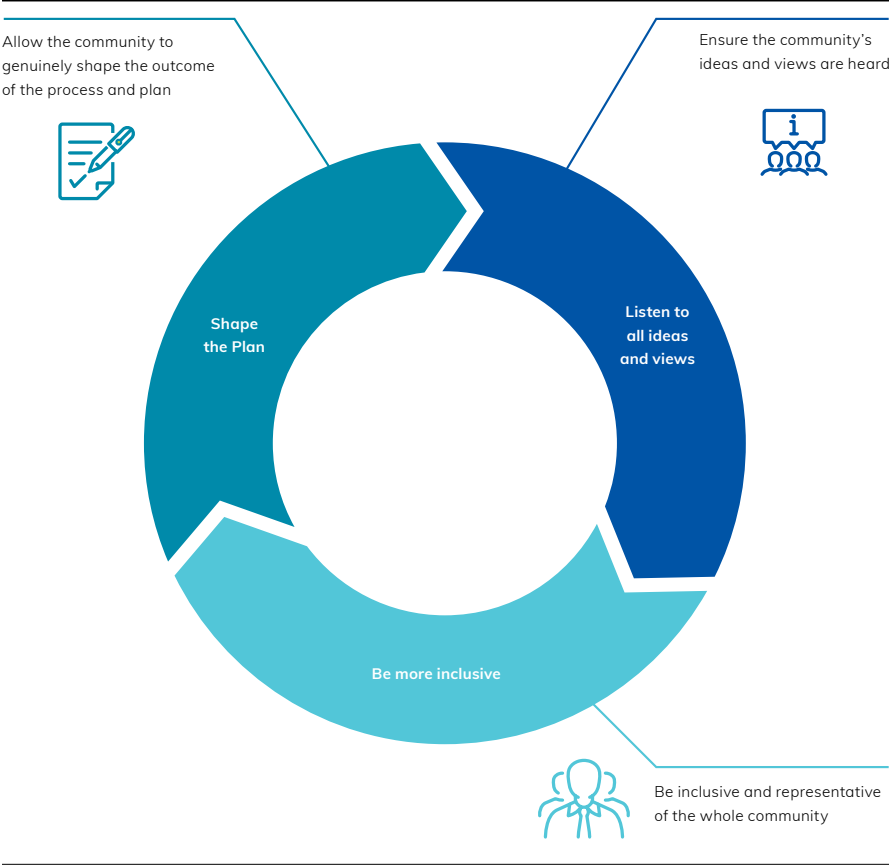 Allow the community to
genuinely shape the outcome
of the process and plan
Ensure the community’s
ideas and views are heard
i
Shape
the Plan
Listen to
all ideas
and views
Be more inclusive
Be inclusive and representative
of the whole community